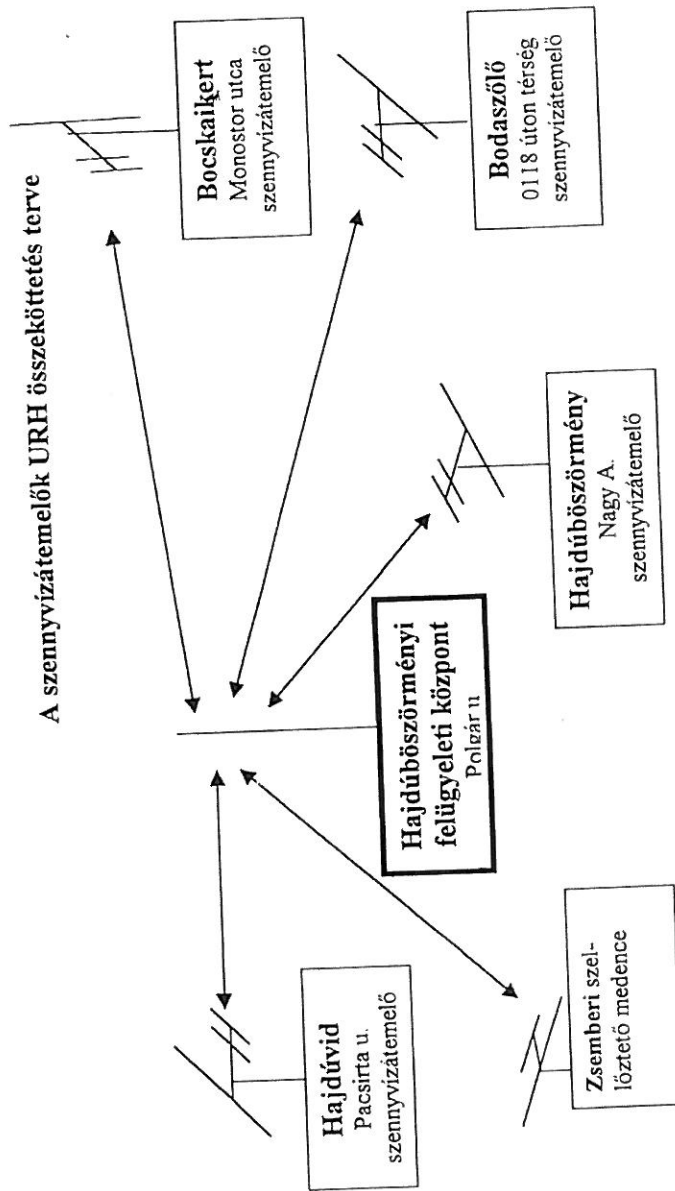 A szennyvízátemelők URH összeköttetés terve
Bocskaikert
Monostor utca
szennyvízátemelő
Bodaszőlő
0118 úton térség
szennyvízátemelő
Hajdúböszörmény
Nagy A.
szennyvízátemelő
Hajdúböszörményi
felügyeleti központ
Polgár u
Hajdúvid
Pacsirta u.
szennyvízátemelő
Zsemberi szel-
lőztető medence